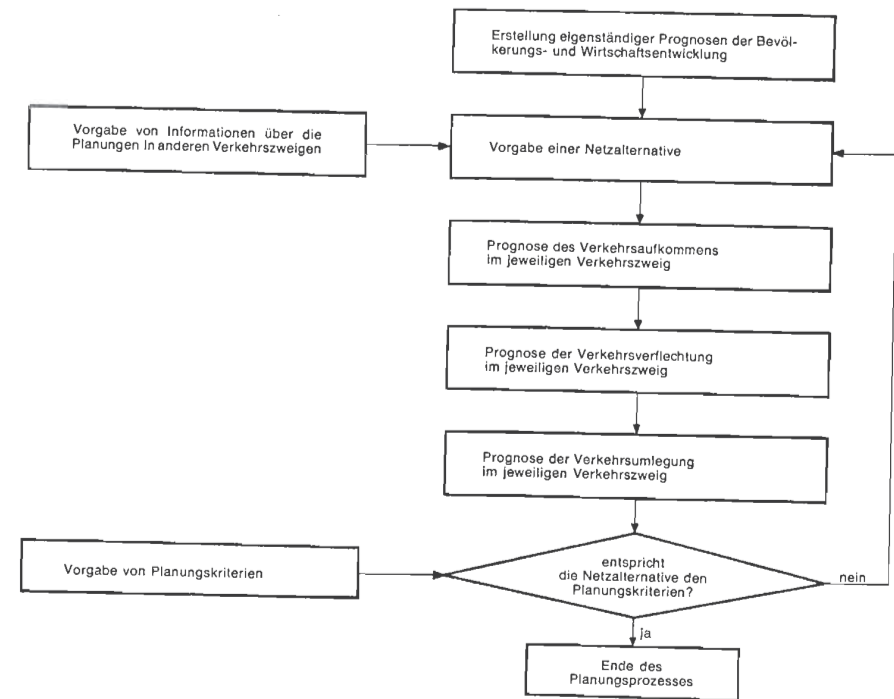 Erstellung eigenständiger Prognosen der Bevöl-
kerungs- und Wirtschaftsentwicklung
Vorgabe von Informationen über die
Planungen In anderen Verkehrszweigen
Vorgabe einer Netzalternative
Prognose des Verkehrsaufkommens
im jeweiligen Verkehrszweig
Prognose der Verkehrsverflechtung
im jeweiligen Verkehrszweig
Prognose der Verkehrsumlegung
im jeweiligen Verkehrszweig
Vorgabe von Planungskriterien
entspricht
die Netzalternative den
Planungskriterien?
nein
ja
Ende des
Planungsprozesses